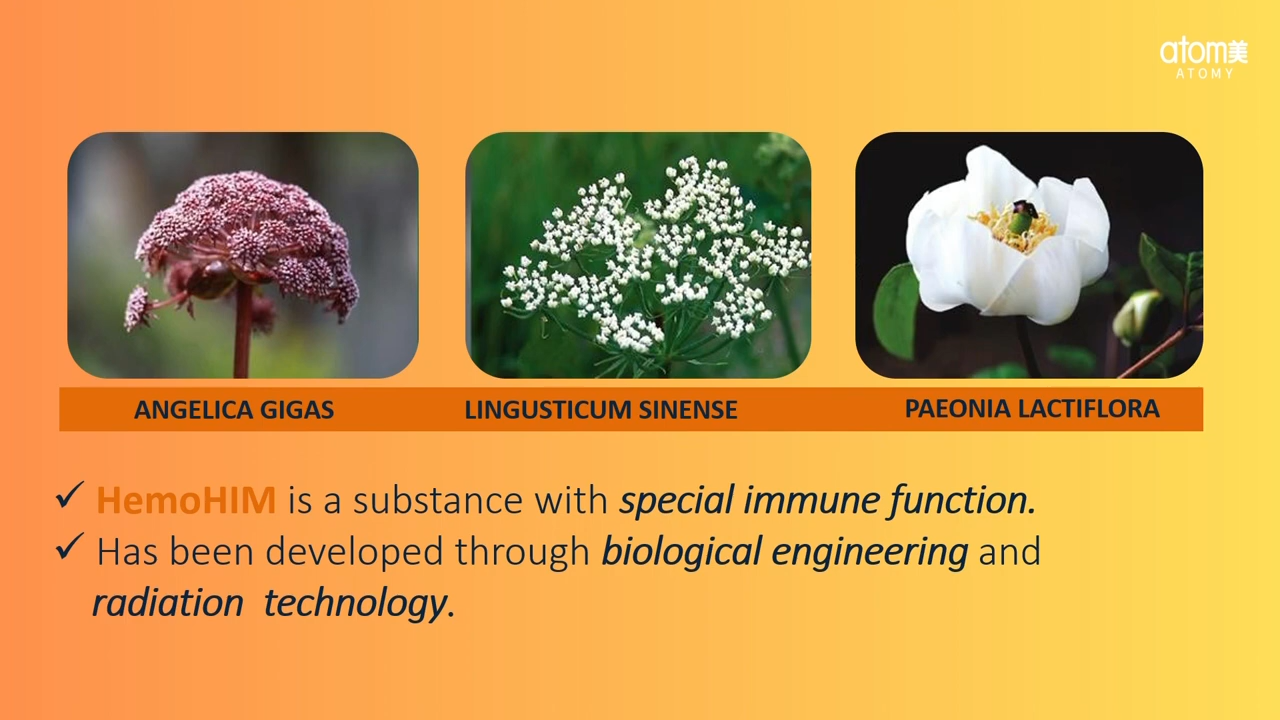 atom美
ATOMY
ANGELICA GIGAS
LINGUSTICUM SINENSE
PAEONIA LACTIFLORA
✓ HemoHIM is a substance with special immune function.
✓ Has been developed through biological engineering and
radiation technology.